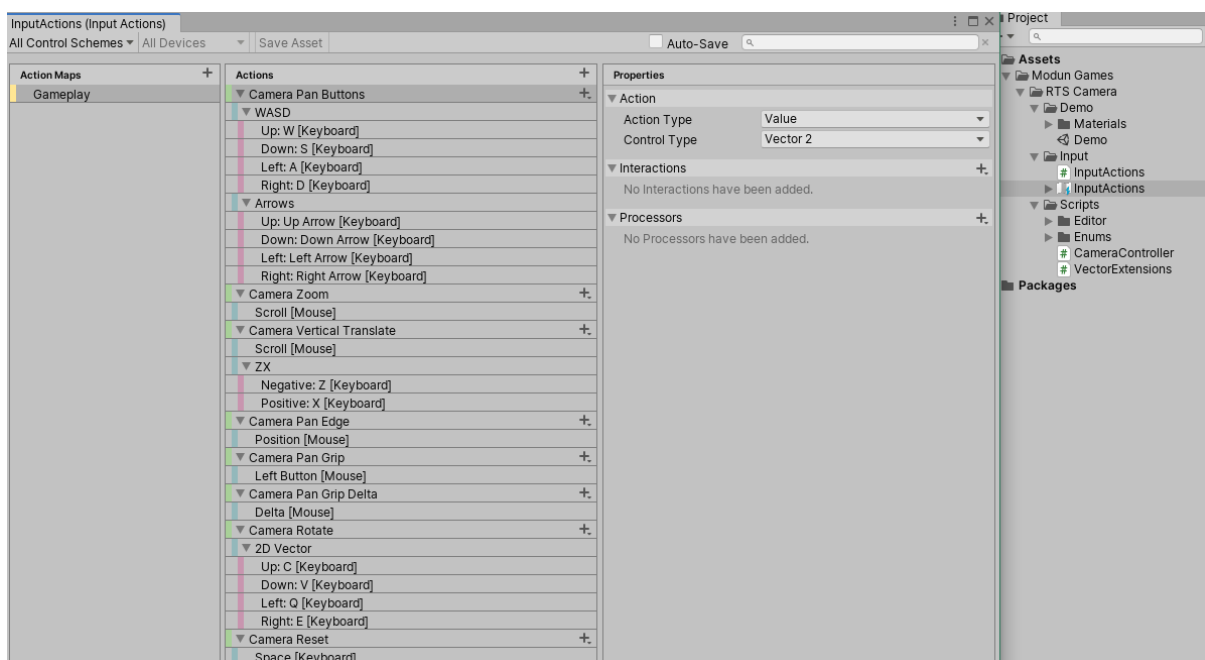 InputActions (Input Actions)
All Control Schemes All Devices Save Asset Auto-Save
Action Maps
Gameplay
Actions
Camera Pan Buttons
WASD
Up: W [Keyboard]
Down: S [Keyboard]
Left: A [Keyboard]
Right: D [Keyboard]
Arrows
Up: Up Arrow [Keyboard]
Down: Down Arrow [Keyboard]
Left: Left Arrow [Keyboard]
Right: Right Arrow [Keyboard]
Camera Zoom
Scroll [Mouse]
Camera Vertical Translate
Scroll [Mouse]
ZX
Negative: Z [Keyboard]
Positive: X [Keyboard]
Camera Pan Edge
Position [Mouse]
Camera Pan Grip
Left Button [Mouse]
Camera Pan Grip Delta
Delta [Mouse]
Camera Rotate
2D Vector
Up: C [Keyboard]
Down: V [Keyboard]
Left: Q [Keyboard]
Right: E [Keyboard]
Camera Reset
Space [Keyboard]
Properties
Action
Action Type Value
Control Type Vector 2
Interactions
No Interactions have been added.
Processors
No Processors have been added.
Project
Assets
Modun Games
RTS Camera
Demo
Materials
Demo
Input
# InputActions
InputActions
Scripts
Editor
Enums
# CameraController
# VectorExtensions
Packages